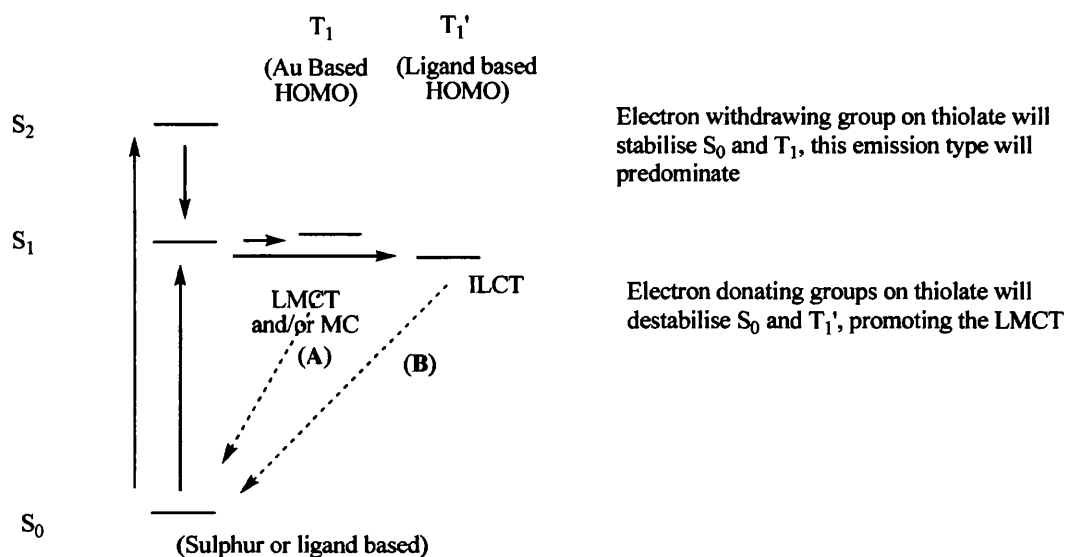 T1 T1'
(Au Based (Ligand based
HOMO) HOMO)
S2
Electron withdrawing group on thiolate will
stabilise S0 and T1, this emission type will
predominate
S1
ILCT
LMCT
and/or MC
(A)
(B)
Electron donating groups on thiolate will
destabilise S0 and T1', promoting the LMCT
S0
(Sulphur or ligand based)